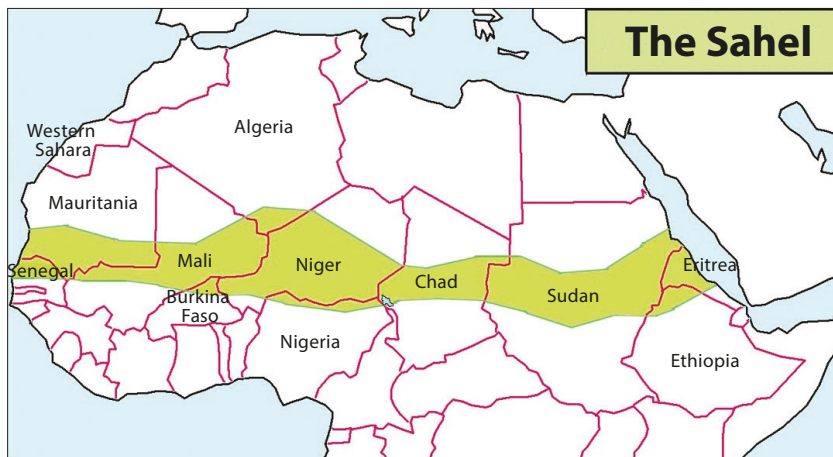 The Sahel
Western
Sahara
Algeria
Mauritania
Senegal
Mali
Niger
Chad
Sudan
Eritrea
Burkina
Faso
Nigeria
Ethiopia